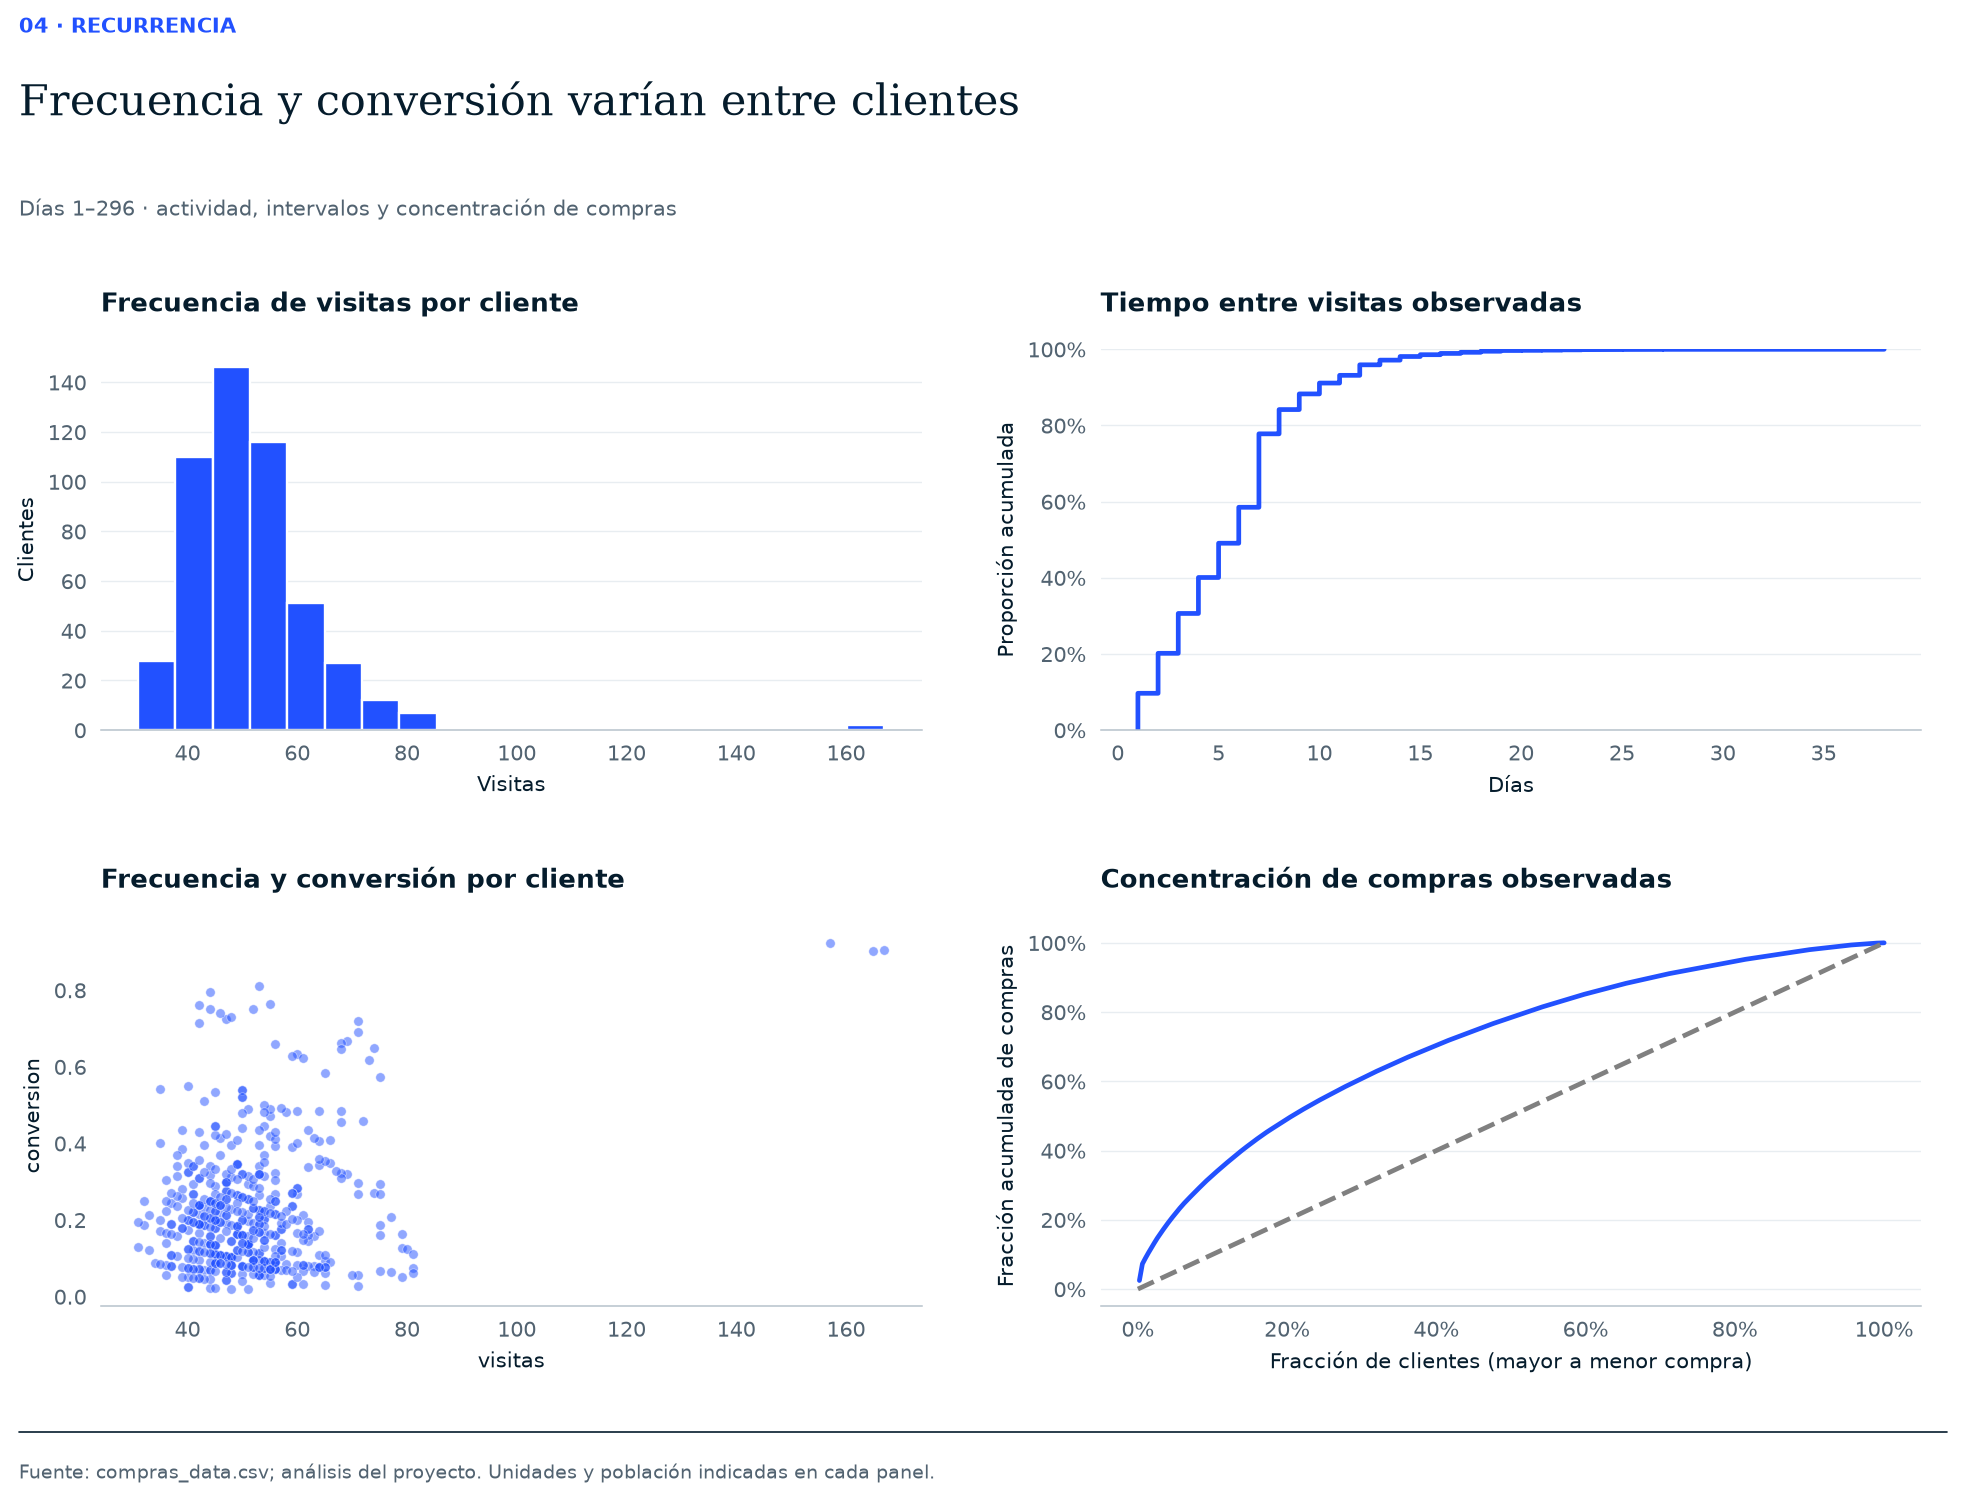 04 · RECURRENCIA
Frecuencia y conversión varían entre clientes
Días 1–296 · actividad, intervalos y concentración de compras
Frecuencia de visitas por cliente
Clientes
140
120
100
80
60
40
20
0
40 60 80 100 120 140 160
Visitas
Tiempo entre visitas observadas
Proporción acumulada
100%
80%
60%
40%
20%
0%
0 5 10 15 20 25 30 35
Días
Frecuencia y conversión por cliente
conversion
0.8
0.6
0.4
0.2
0.0
40 60 80 100 120 140 160
visitas
Concentración de compras observadas
Fracción acumulada de compras
100%
80%
60%
40%
20%
0%
0% 20% 40% 60% 80% 100%
Fracción de clientes (mayor a menor compra)
Fuente: compras_data.csv; análisis del proyecto. Unidades y población indicadas en cada panel.